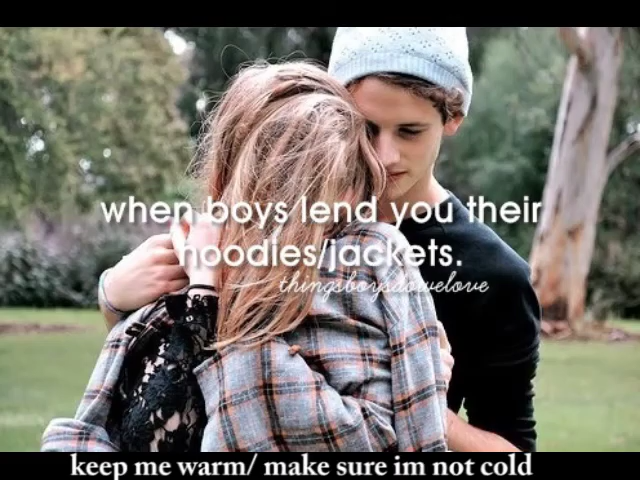 when boys lend you their
hoodies/jackets.
thingsboysdowelove
keep me warm/ make sure im not cold